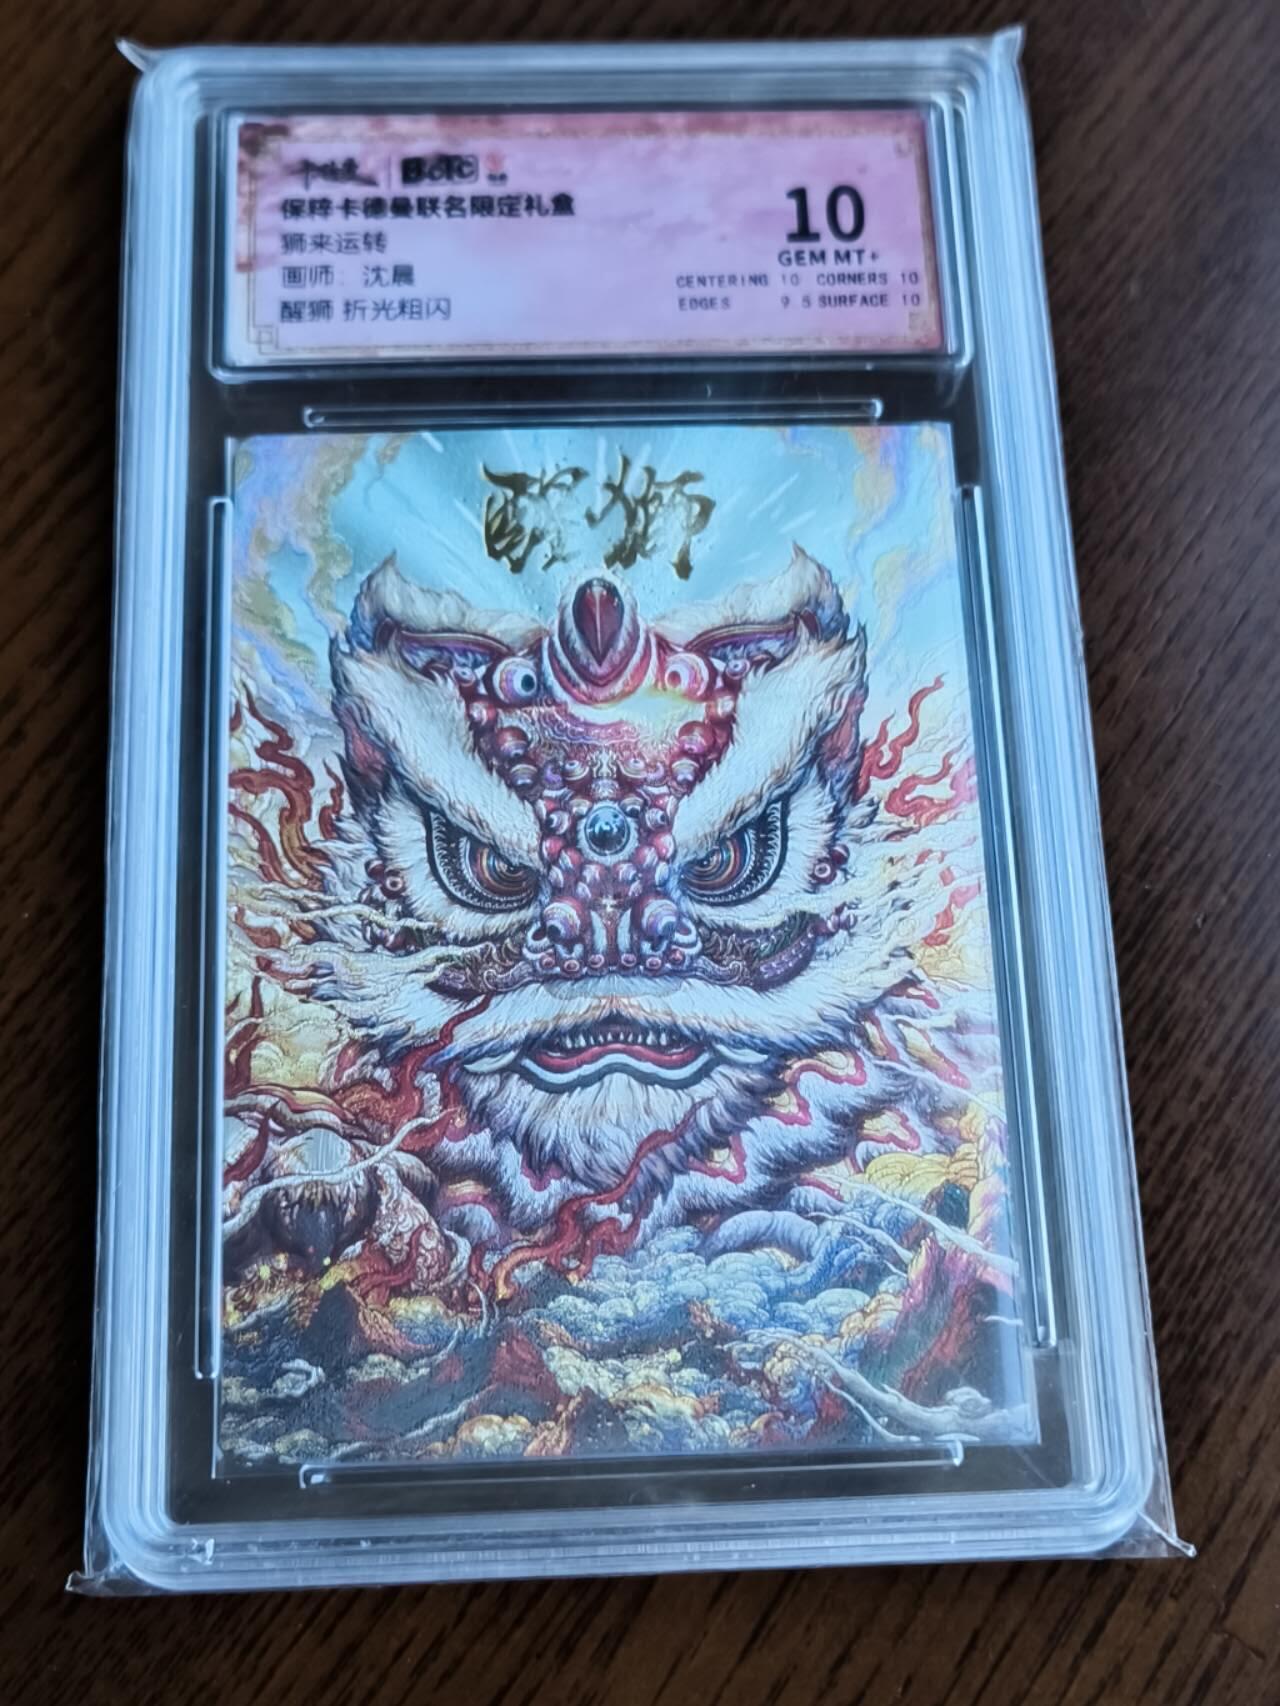 保粹卡德曼联名限定礼盒
狮来运转
画师：沈晨
醒狮 折光粗闪
10
GEM MT+
CENTERING 10 CORNERS 10
EDGES 9.5 SURFACE 10
醒獅